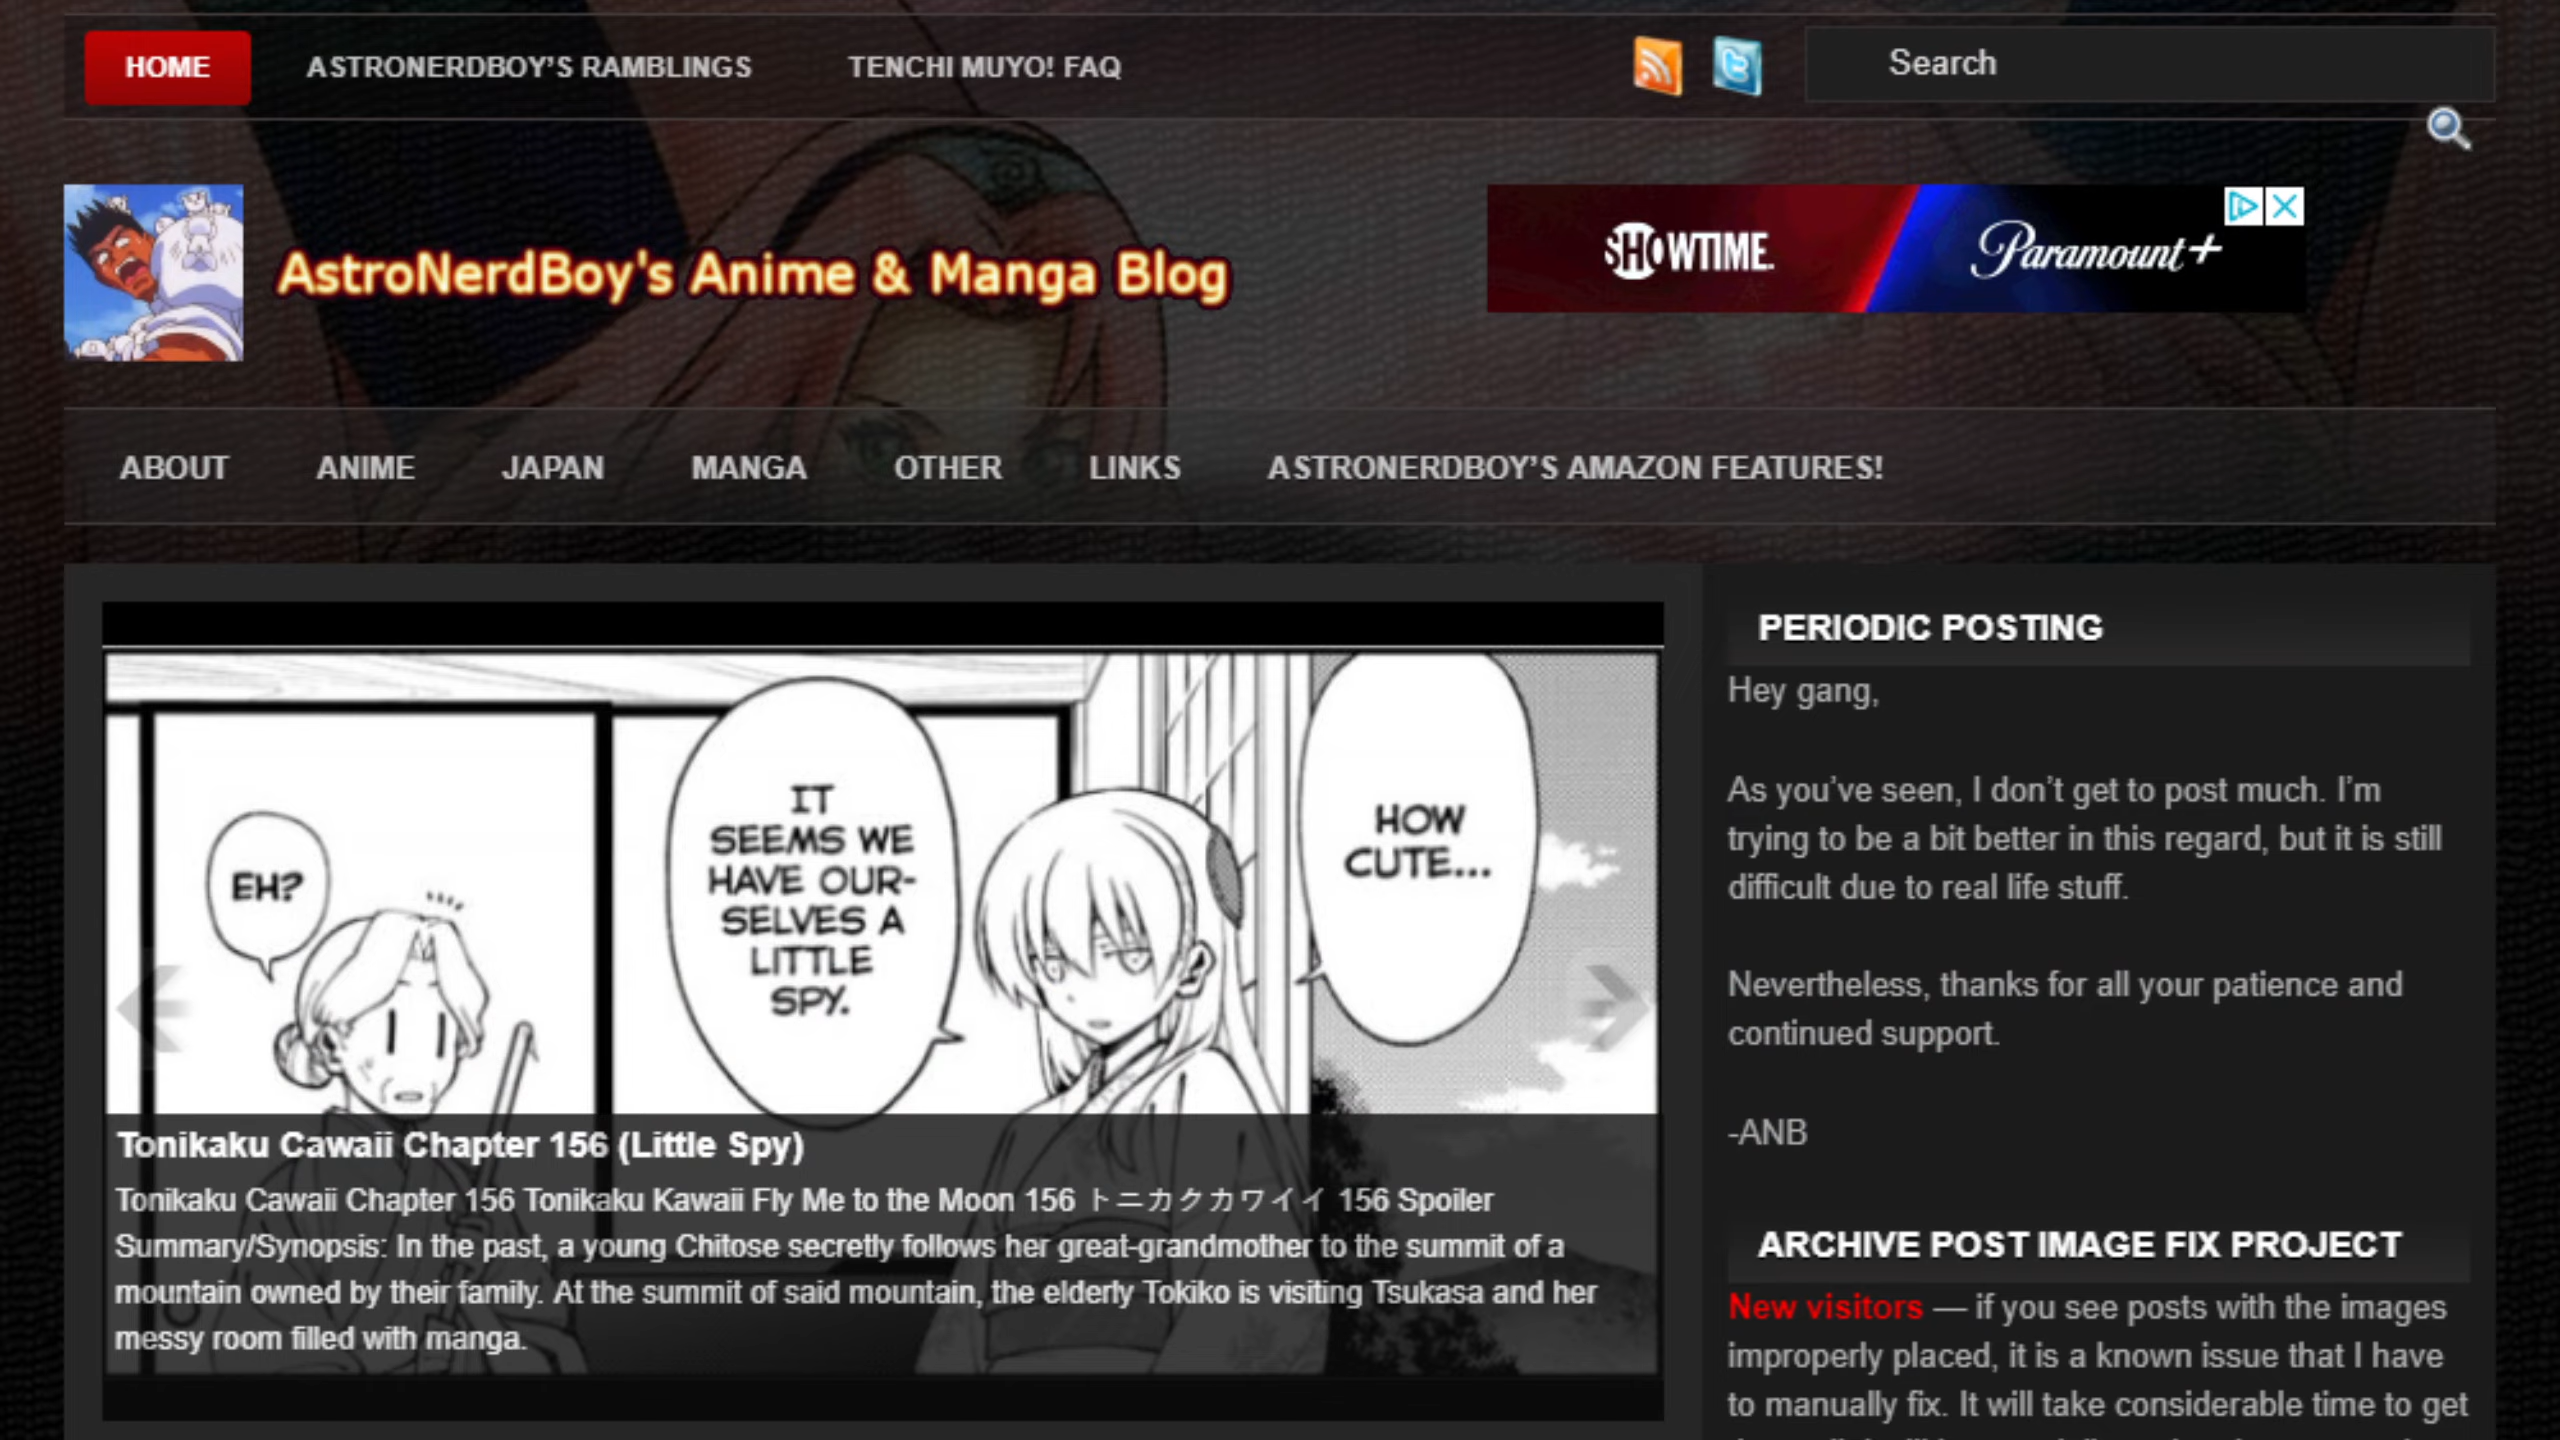 HOME
ASTRONERDBOY'S RAMBLINGS
TENCHI MUYO! FAQ
Search
AstroNerdBoy's Anime & Manga Blog
SHOWTIME.
Paramount+
ABOUT
ANIME
JAPAN
MANGA
OTHER
LINKS
ASTRONERDBOY'S AMAZON FEATURES!
EH?
IT
SEEMS WE
HAVE OUR-
SELVES A
LITTLE
SPY.
HOW
CUTE...
Tonikaku Cawaii Chapter 156 (Little Spy)
Tonikaku Cawaii Chapter 156 Tonikaku Kawaii Fly Me to the Moon 156 トニカクカワイイ 156 Spoiler
Summary/Synopsis: In the past, a young Chitose secretly follows her great-grandmother to the summit of a
mountain owned by their family. At the summit of said mountain, the elderly Tokiko is visiting Tsukasa and her
messy room filled with manga.
PERIODIC POSTING
Hey gang,
As you've seen, I don't get to post much. I'm
trying to be a bit better in this regard, but it is still
difficult due to real life stuff.
Nevertheless, thanks for all your patience and
continued support.
-ANB
ARCHIVE POST IMAGE FIX PROJECT
New visitors — if you see posts with the images
improperly placed, it is a known issue that I have
to manually fix. It will take considerable time to get